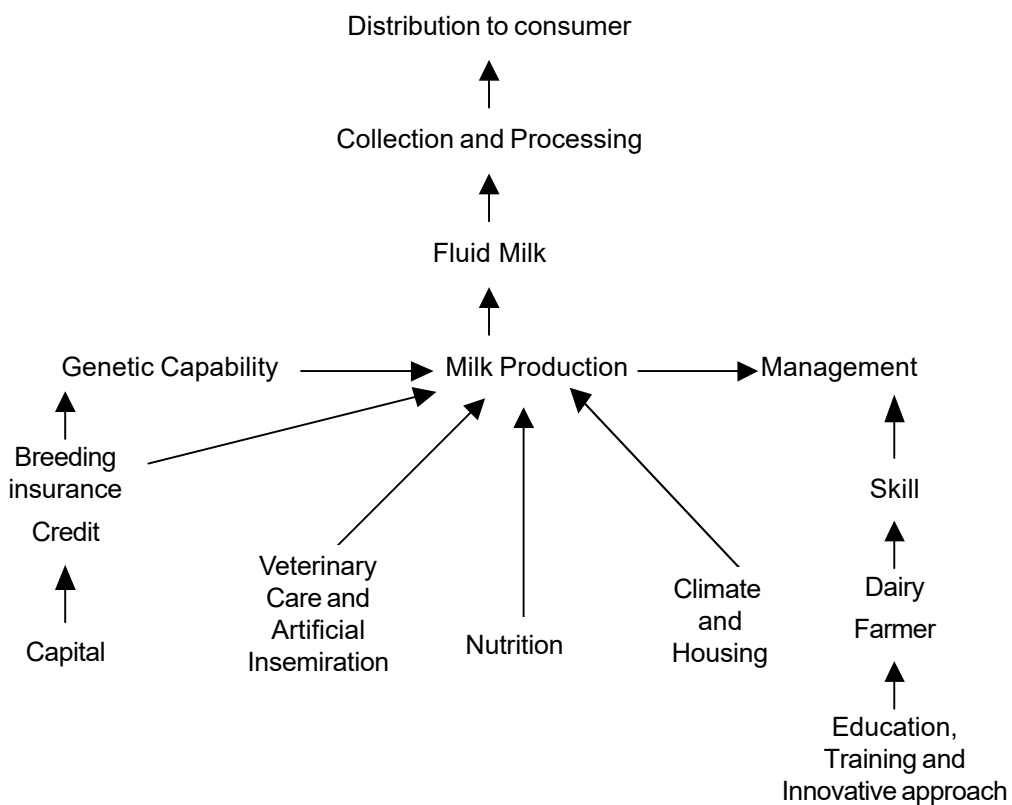 Distribution to consumer
Collection and Processing
Fluid Milk
Genetic Capability
Milk Production
Management
Breeding
insurance
Credit
Capital
Veterinary
Care and
Artificial
Insemiration
Nutrition
Climate
and
Housing
Skill
Dairy
Farmer
Education,
Training and
Innovative approach